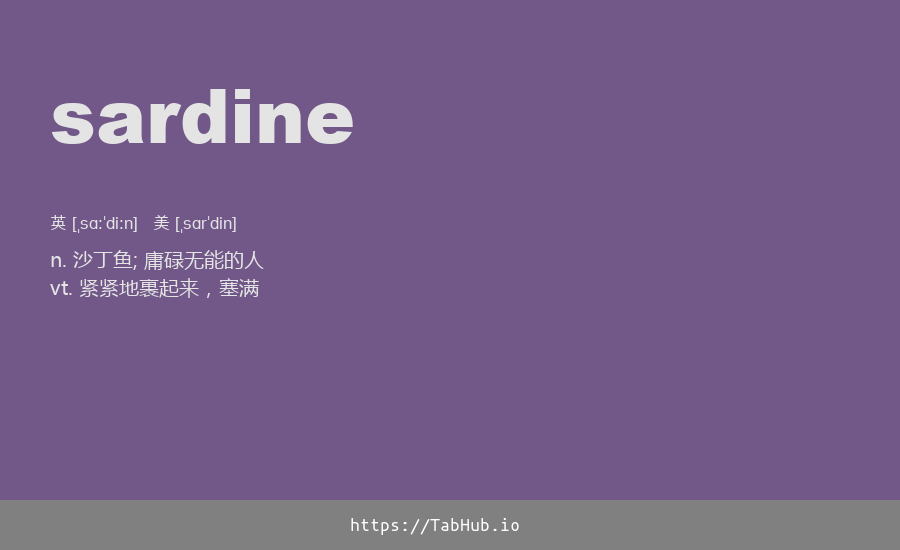 sardine
英 [ˌsɑːˈdiːn] 美 [ˌsɑrˈdin]
n. 沙丁鱼; 庸碌无能的人
vt. 紧紧地裹起来，塞满
https://TabHub.io